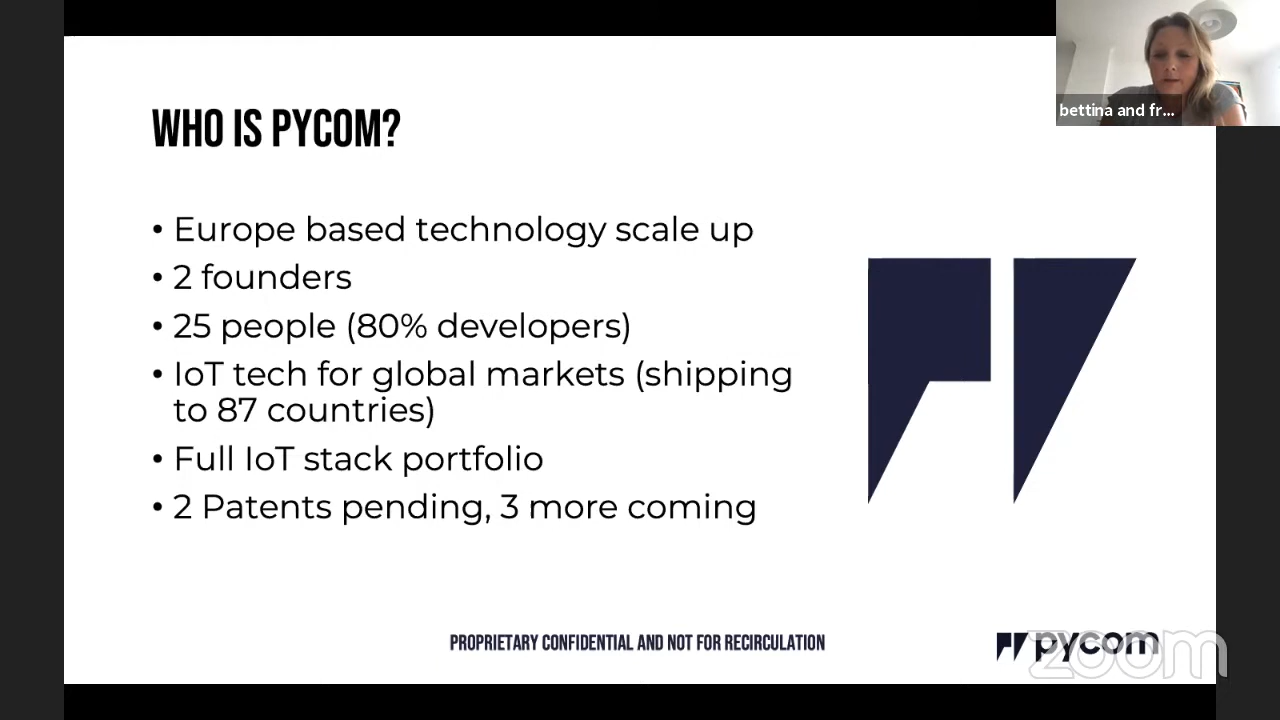 bettina and fr...
WHO IS PYCOM?
• Europe based technology scale up
• 2 founders
• 25 people (80% developers)
• IoT tech for global markets (shipping
to 87 countries)
• Full IoT stack portfolio
• 2 Patents pending, 3 more coming
PROPRIETARY CONFIDENTIAL AND NOT FOR RECIRCULATION
pycom
zoom